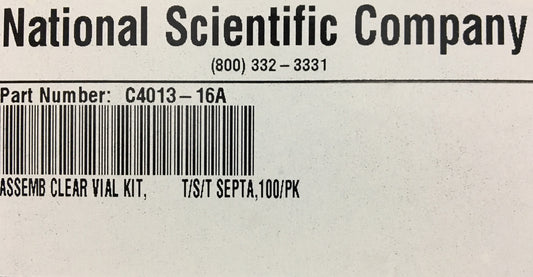 National Scientific Company
(800) 332-3331
Part Number: C4013-16A
ASSEMB CLEAR VIAL KIT, T/S/T SEPTA,100/PK